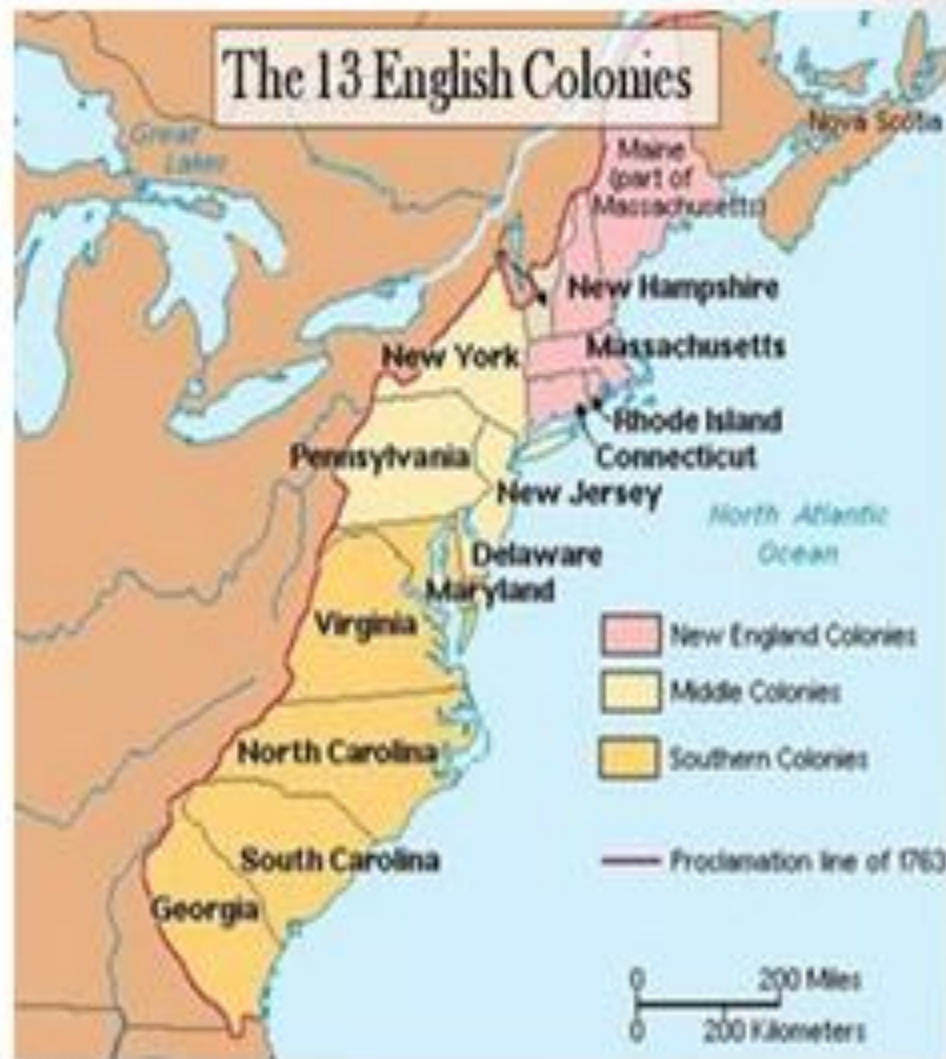 The 13 English Colonies
Great
Lakes
Nova Scotia
Maine
(part of
Massachusetts)
New Hampshire
Massachusetts
New York
Rhode Island
Connecticut
Pennsylvania
New Jersey
North Atlantic
Ocean
Delaware
Maryland
Virginia
New England Colonies
Middle Colonies
North Carolina
Southern Colonies
South Carolina
Proclamation line of 1763
Georgia
0 200 Miles
0 200 Kilometers